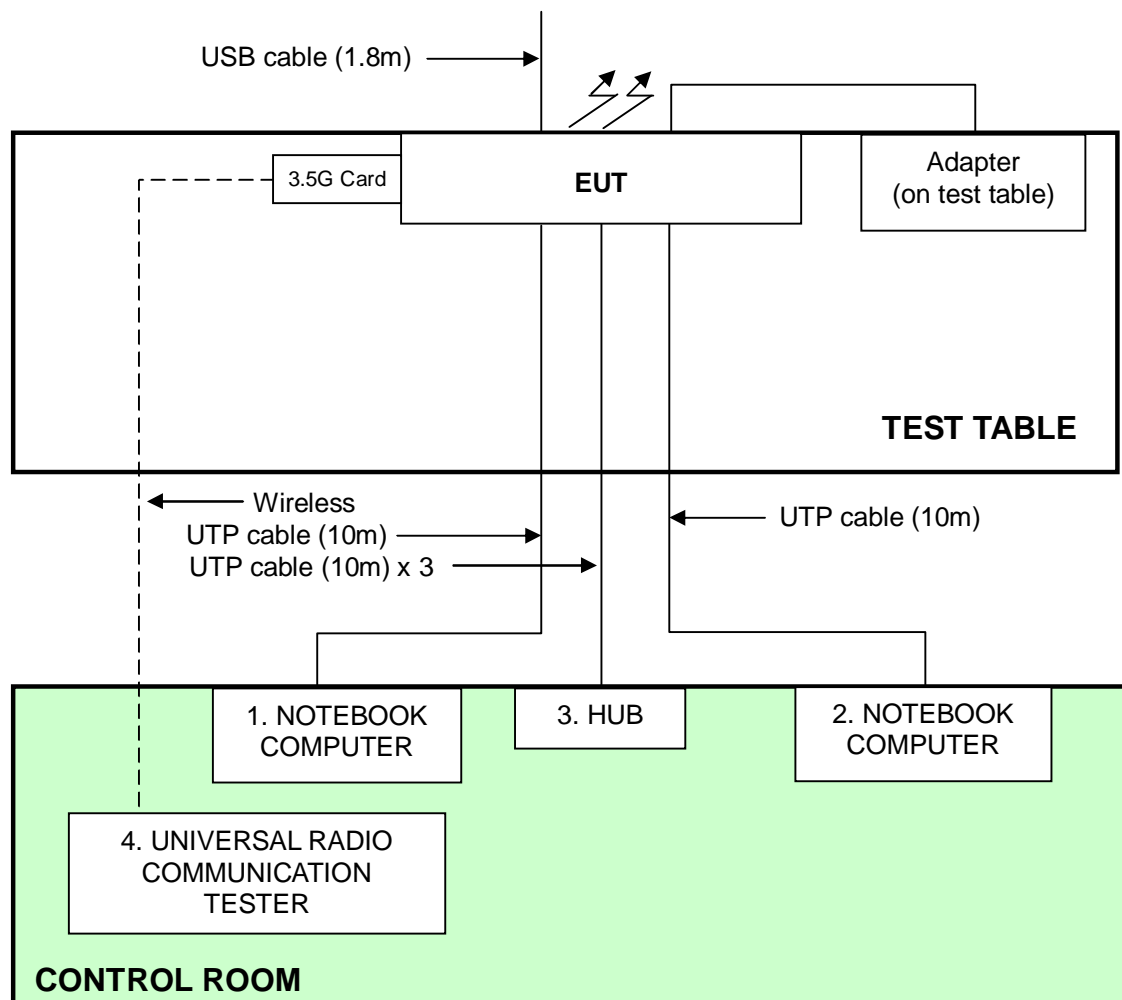 USB cable (1.8m)
3.5G Card
EUT
Adapter
(on test table)
TEST TABLE
Wireless
UTP cable (10m)
UTP cable (10m)
UTP cable (10m) x 3
1. NOTEBOOK
COMPUTER
3. HUB
2. NOTEBOOK
COMPUTER
4. UNIVERSAL RADIO
COMMUNICATION
TESTER
CONTROL ROOM